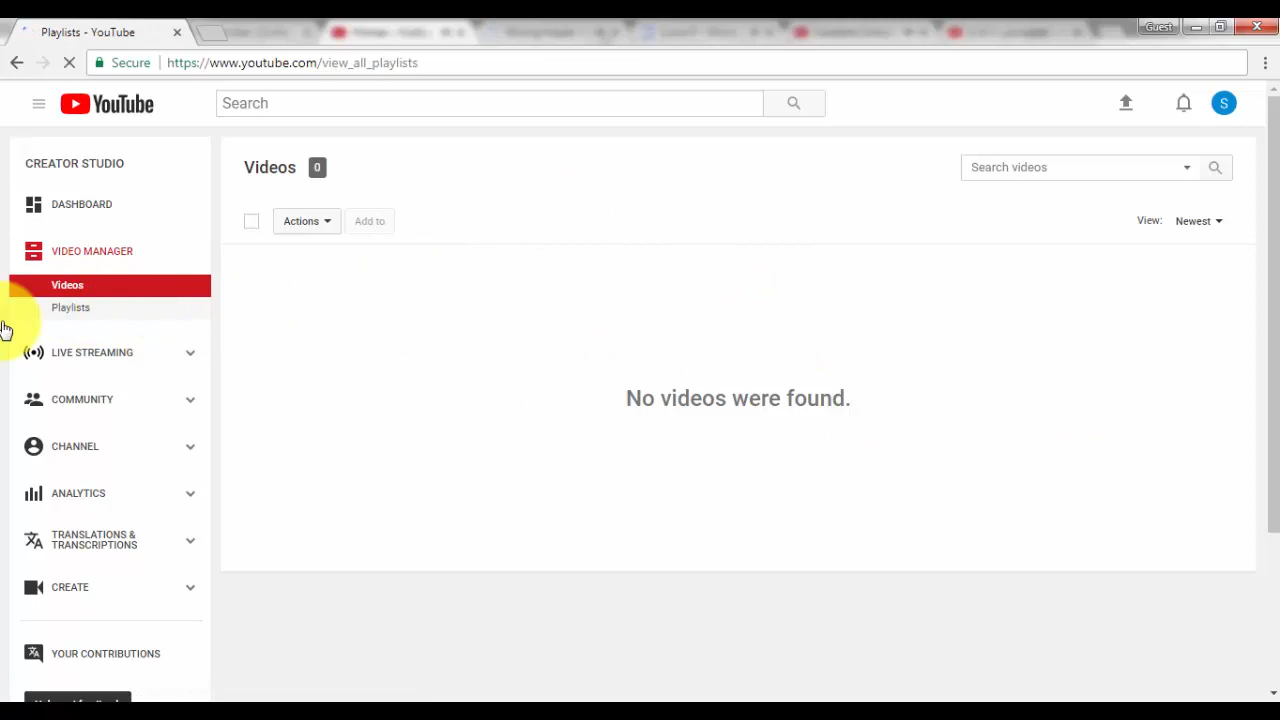 Playlists - YouTube
Guest
Secure https://www.youtube.com/view_all_playlists
YouTube
Search
S
CREATOR STUDIO
DASHBOARD
VIDEO MANAGER
Videos
Playlists
LIVE STREAMING
COMMUNITY
CHANNEL
ANALYTICS
TRANSLATIONS &
TRANSCRIPTIONS
CREATE
YOUR CONTRIBUTIONS
Videos 0
Search videos
Actions
Add to
View: Newest
No videos were found.